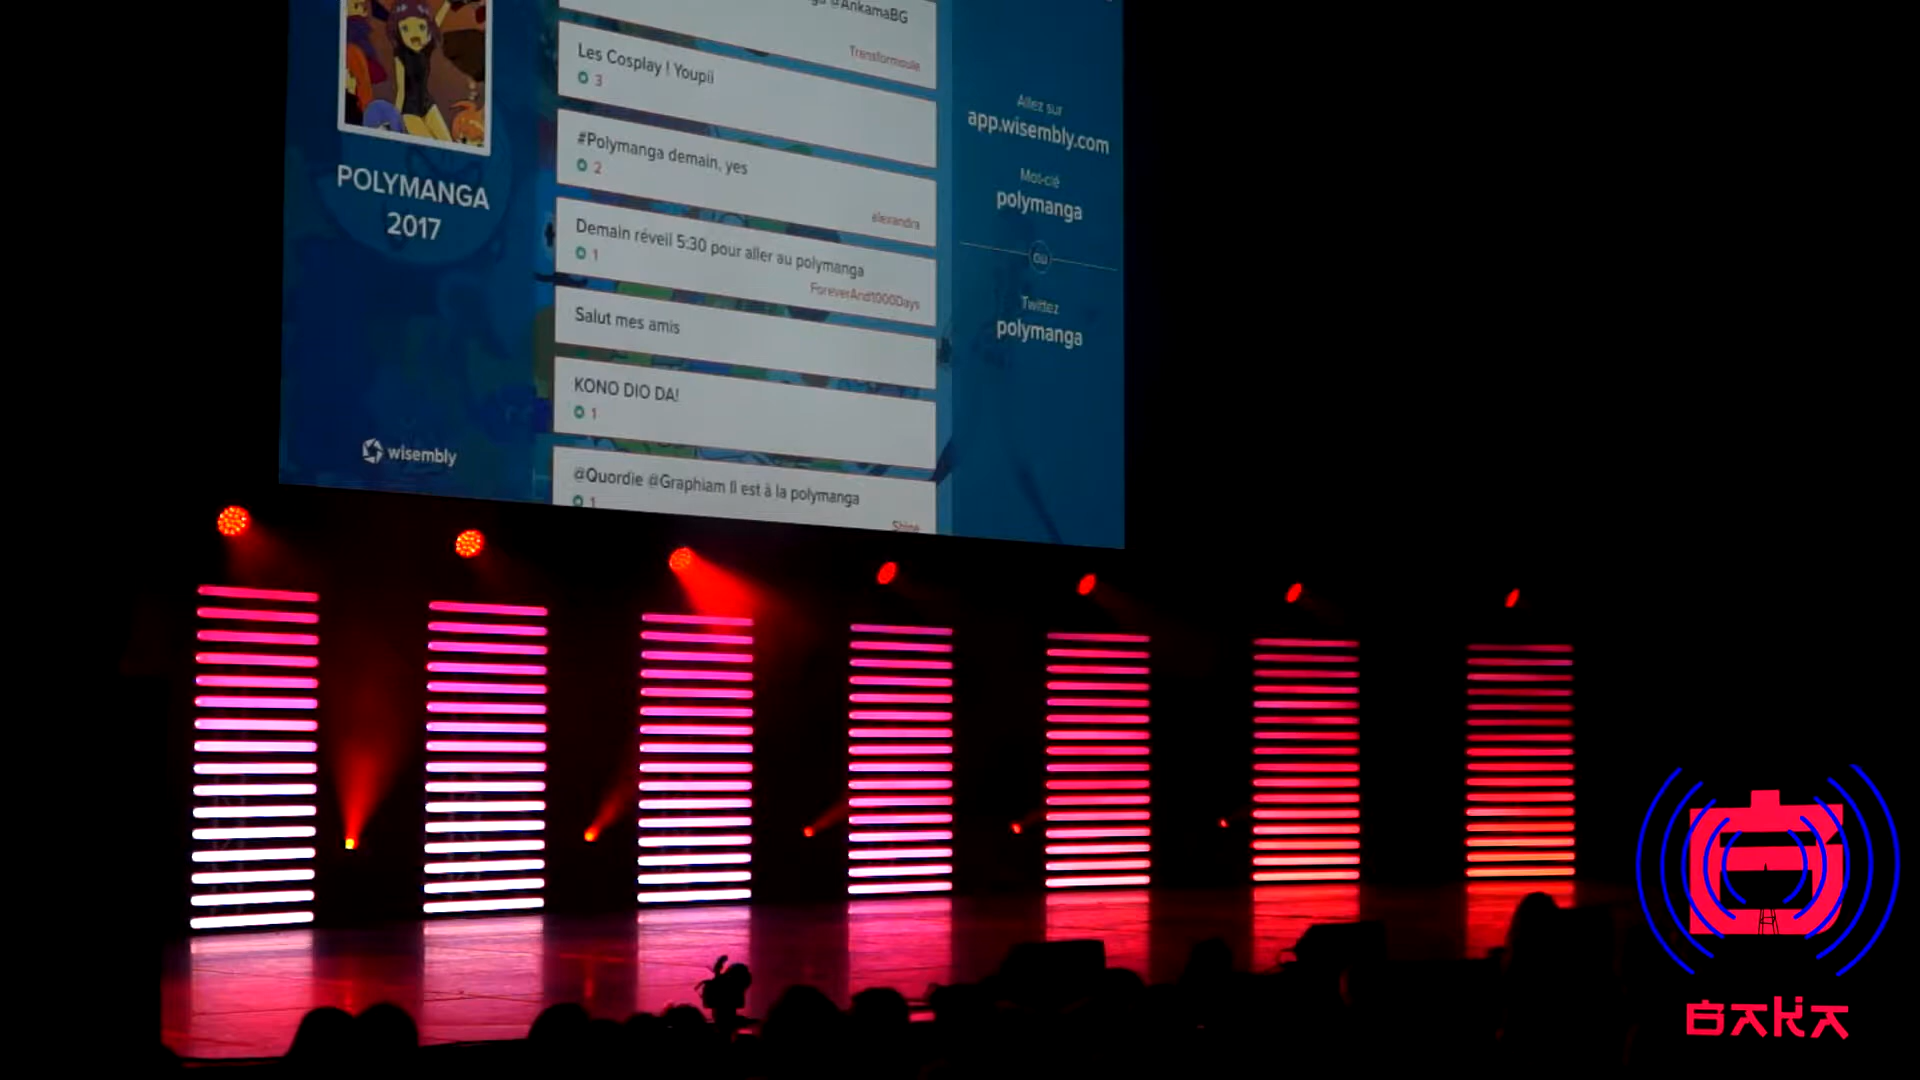 POLYMANGA
2017
wisembly
@AnkamaBG
Transformoule
Les Cosplay ! Youpii
3
#Polymanga demain, yes
2
alexandra
Demain réveil 5:30 pour aller au polymanga
1
ForeverAnd1000Days
Salut mes amis
KONO DIO DA!
1
@Quordie @Graphiam Il est à la polymanga
1
Shine
Allez sur
app.wisembly.com
Mot-clé
polymanga
ou
Twittez
polymanga
BAKA